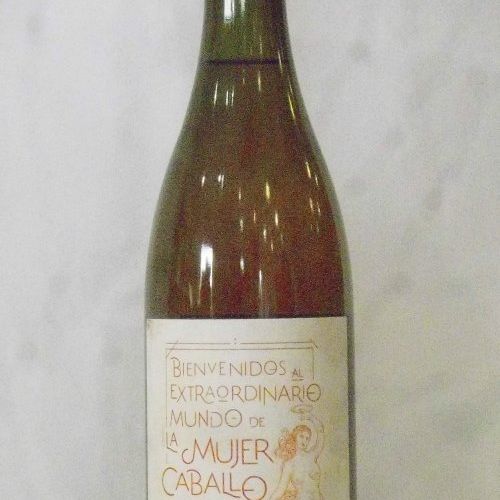 BIENVENIDOS AL
EXTRAORDINARIO
MUNDO DE
LA MUJER
CABALLO